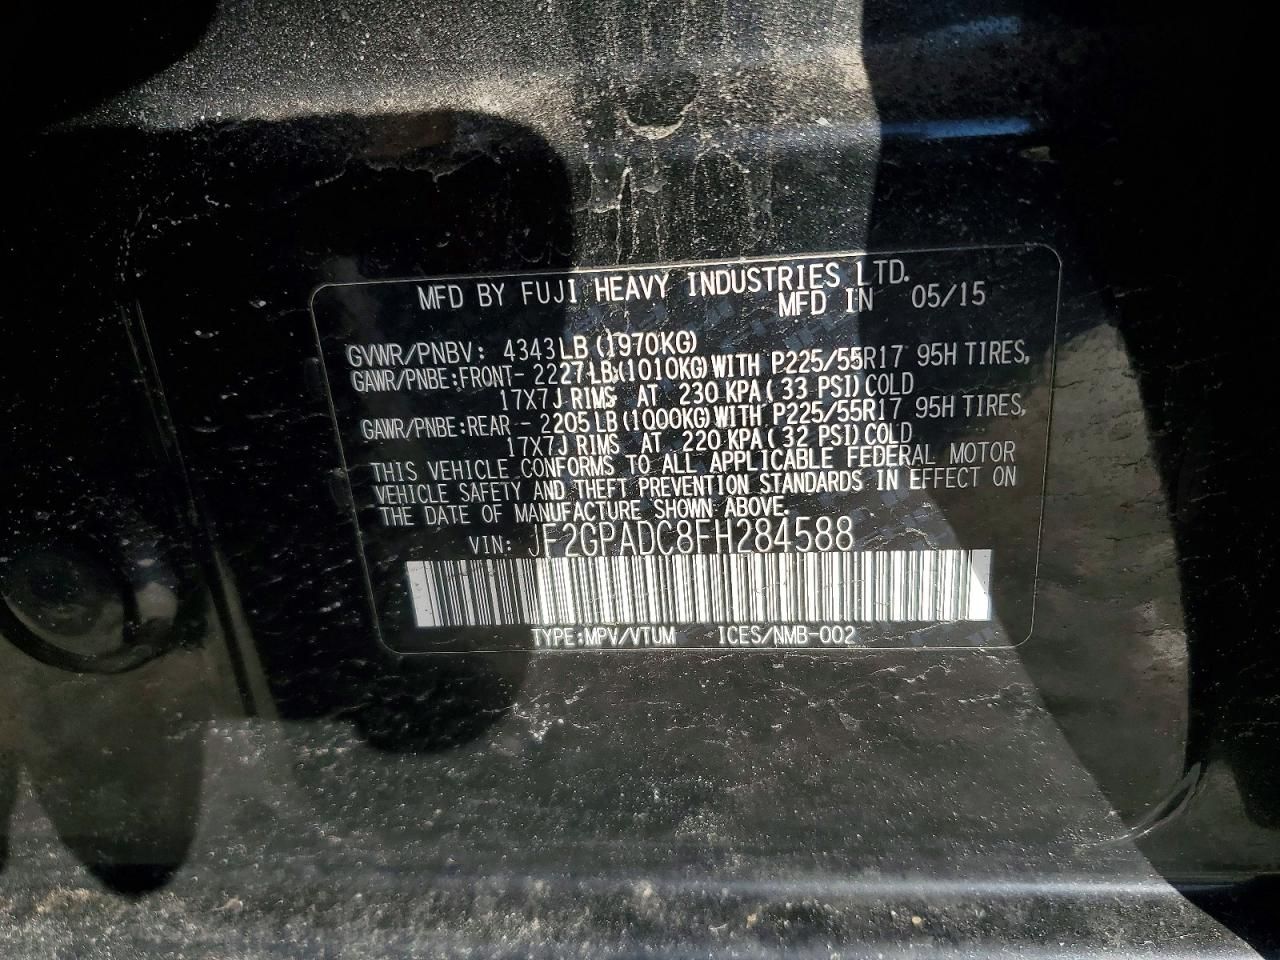 MFD BY FUJI HEAVY INDUSTRIES LTD.
MFD IN 05/15
GVWR/PNBV: 4343LB (1970KG)
GAWR/PNBE:FRONT- 2227LB(1010KG)WITH P225/55R17 95H TIRES,
17X7J RIMS AT 230 KPA( 33 PSI)COLD
GAWR/PNBE:REAR - 2205LB(1000KG)WITH P225/55R17 95H TIRES,
17X7J RIMS AT 220 KPA( 32 PSI)COLD
THIS VEHICLE CONFORMS TO ALL APPLICABLE FEDERAL MOTOR
VEHICLE SAFETY AND THEFT PREVENTION STANDARDS IN EFFECT ON
THE DATE OF MANUFACTURE SHOWN ABOVE.
VIN: JF2GPADC8FH284588
TYPE:MPV/VTUM ICES/NMB-002